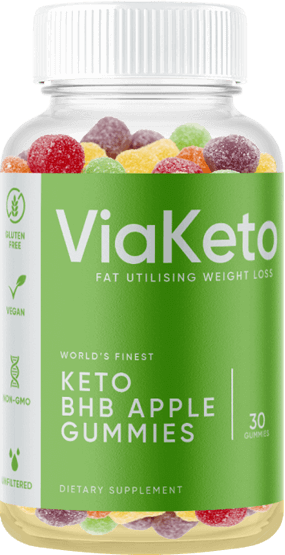 ViaKeto
FAT UTILISING WEIGHT LOSS
GLUTEN
FREE
VEGAN
NON-GMO
UNFILTERED
WORLD'S FINEST
KETO
BHB APPLE
GUMMIES
30
GUMMIES
DIETARY SUPPLEMENT